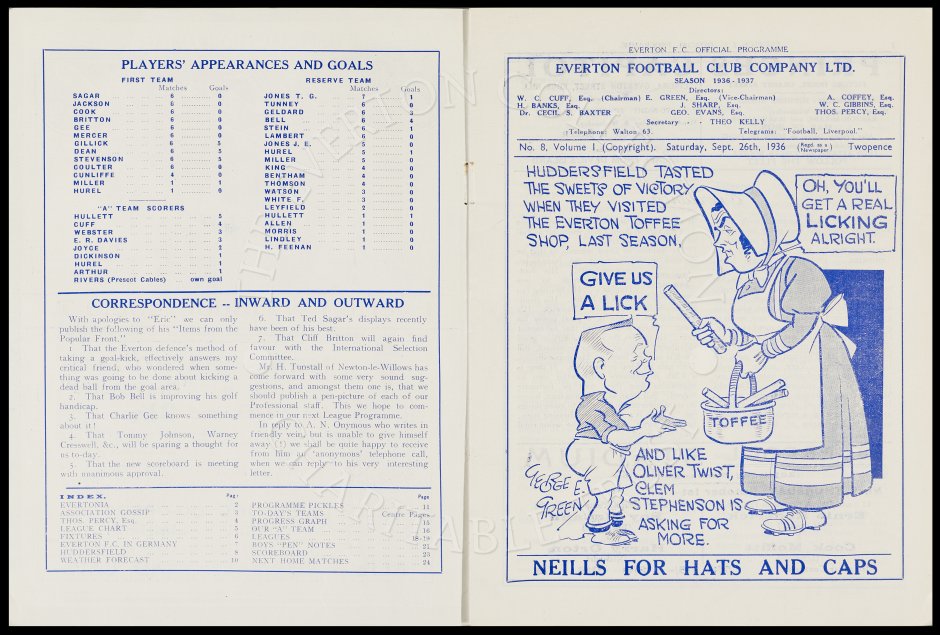 PLAYERS' APPEARANCES AND GOALS
FIRST TEAM
Matches Goals
SAGAR 6 0
JACKSON 6 0
COOK 6 0
BRITTON 6 0
GEE 6 0
MERCER 6 0
GILLICK 6 5
DEAN 6 5
STEVENSON 6 5
COULTER 6 0
CUNLIFFE 4 0
MILLER 1 1
HUREL 1 0
"A" TEAM SCORERS
HULLETT 5
CUFF 4
WEBSTER 3
E. R. DAVIES 3
JOYCE 2
DICKINSON 1
HUREL 1
ARTHUR 1
RIVERS (Prescot Cables) own goal
RESERVE TEAM
Matches Goals
JONES T. G. 7 1
TUNNEY 6 0
GELDARD 6 3
BELL 6 4
STEIN 6 1
LAMBERT 6 0
JONES J. E. 5 0
HUREL 5 1
MILLER 5 0
KING 4 0
BENTHAM 4 0
THOMSON 4 0
WATSON 3 0
WHITE F. 3 0
LEYFIELD 2 0
HULLETT 1 1
ALLEN 1 0
MORRIS 1 0
LINDLEY 1 0
H. FEENAN 1 0
CORRESPONDENCE -- INWARD AND OUTWARD
With apologies to "Eric" we can only
publish the following of his "Items from the
Popular Front."
1 That the Everton defence's method of
taking a goal-kick, effectively answers my
critical friend, who wondered when some-
thing was going to be done about kicking a
dead ball from the goal area.
2. That Bob Bell is improving his golf
handicap.
3. That Charlie Gee knows something
about it!
4. That Tommy Johnson, Warney
Cresswell, &c., will be sparing a thought for
us to-day.
5. That the new scoreboard is meeting
with unanimous approval.
6. That Ted Sagar's displays recently
have been of his best.
7. That Cliff Britton will again find
favour with the International Selection
Committee.
Mr. H. Tunstall of Newton-le-Willows has
come forward with some very sound sug-
gestions, and amongst them one is, that we
should publish a pen-picture of each of our
Professional staff. This we hope to com-
mence in our next League Programme.
In reply to A. N. Onymous who writes in
friendly vein, but is unable to give himself
away (!) we shall be quite happy to receive
from him an 'anonymous' telephone call,
when we can reply to his very interesting
letter.
INDEX. Page
EVERTONIA 2
ASSOCIATION GOSSIP 3
THOS. PERCY, Esq. 4
LEAGUE CHART 5
FIXTURES 6
EVERTON F.C. IN GERMANY 7
HUDDERSFIELD 8
WEATHER FORECAST 10
Page
PROGRAMME PICKLES 11
TO-DAY'S TEAMS Centre Pages
PROGRESS GRAPH 15
OUR "A" TEAM 16
LEAGUES 18-19
BOYS "PEN" NOTES 21
SCOREBOARD 23
NEXT HOME MATCHES 24
EVERTON F.C. OFFICIAL PROGRAMME
EVERTON FOOTBALL CLUB COMPANY LTD.
SEASON 1936-1937
Directors:
W. C. CUFF, Esq. (Chairman) E. GREEN, Esq. (Vice-Chairman) A. COFFEY, Esq.
H. BANKS, Esq. J. SHARP, Esq. W. C. GIBBINS, Esq.
Dr. CECIL S. BAXTER GEO. EVANS, Esq. THOS. PERCY, Esq.
Secretary - - THEO KELLY
Telephone: Walton 63. Telegrams: "Football, Liverpool."
No. 8, Volume 1 (Copyright). Saturday, Sept. 26th, 1936 (Regd. as a Newspaper) Twopence
HUDDERSFIELD TASTED
THE SWEETS OF VICTORY
WHEN THEY VISITED
THE EVERTON TOFFEE
SHOP, LAST SEASON,
OH, YOU'LL
GET A REAL
LICKING
ALRIGHT.
GIVE US
A LICK
TOFFEE
AND LIKE
OLIVER TWIST,
CLEM
STEPHENSON IS
ASKING FOR
MORE.
GEORGE E.
GREEN
NEILLS FOR HATS AND CAPS